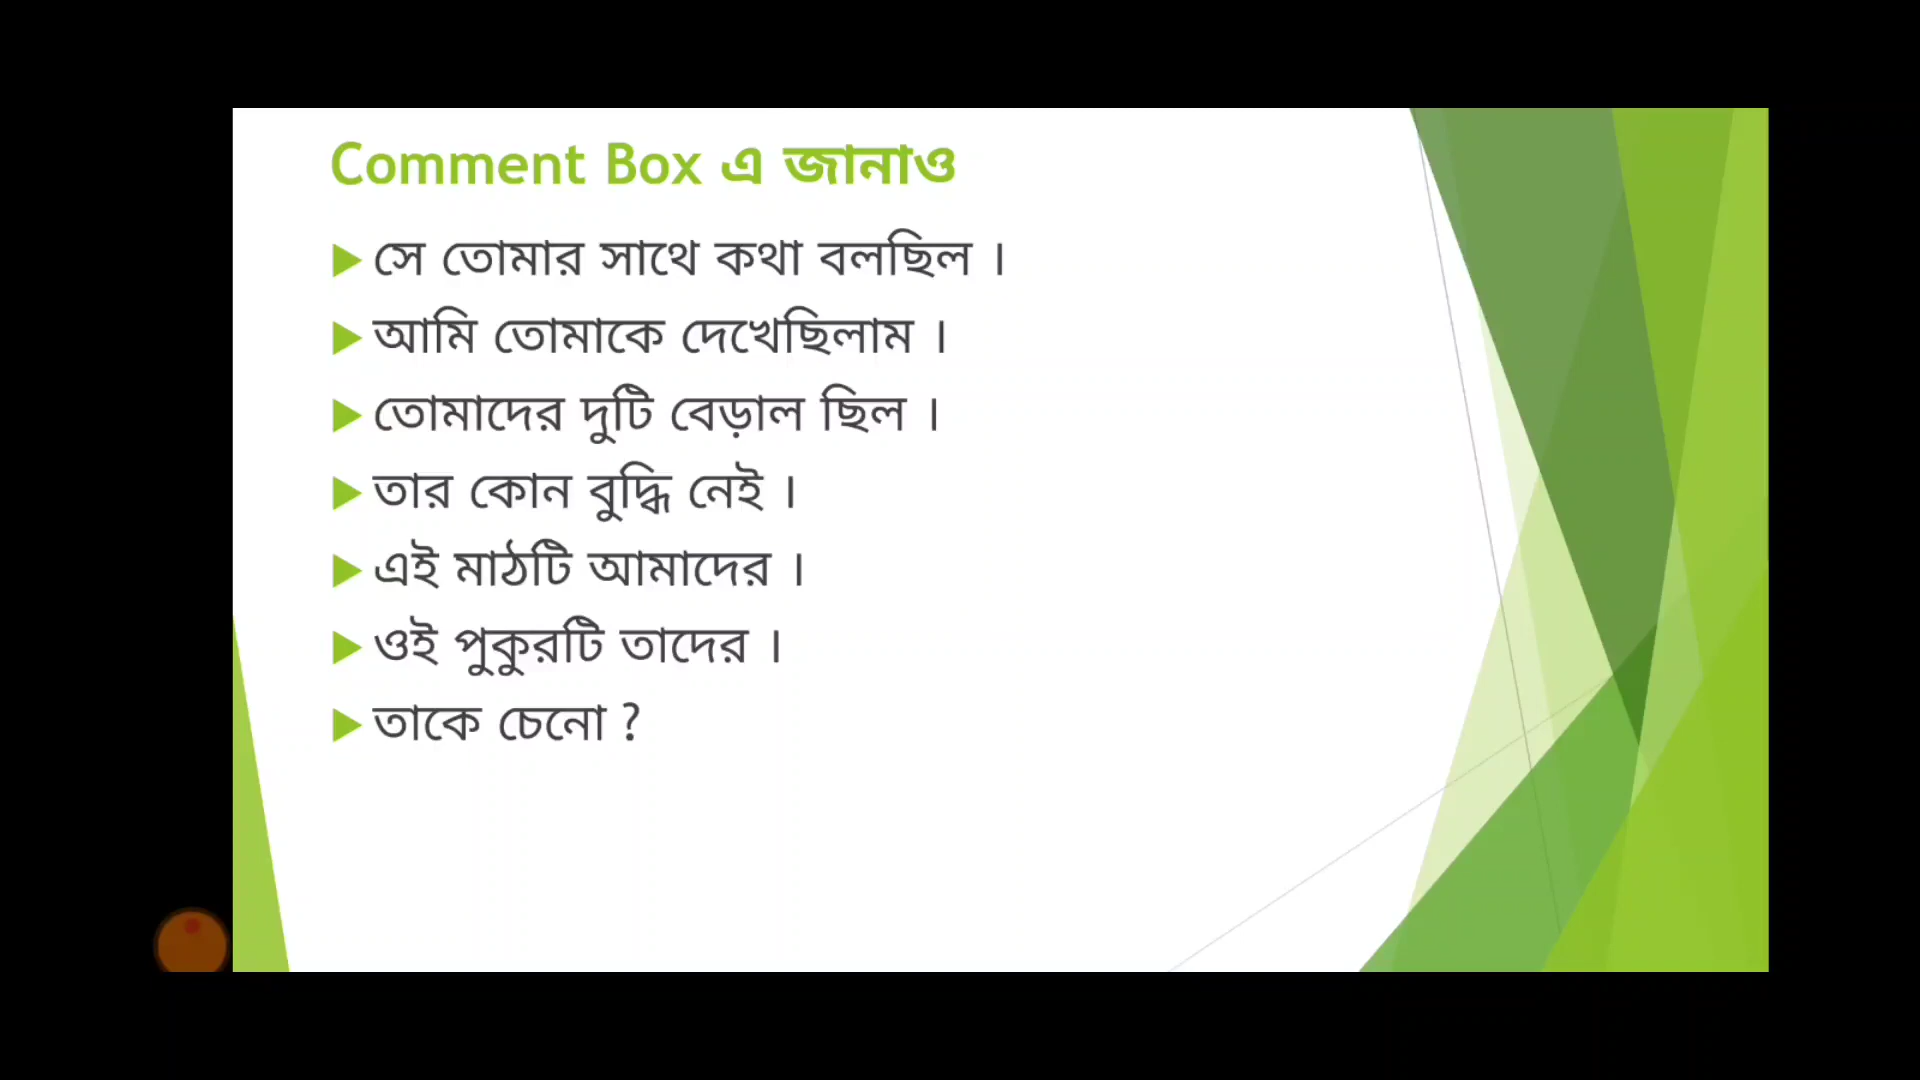 Comment Box এ জানাও
সে তোমার সাথে কথা বলছিল ।
আমি তোমাকে দেখেছিলাম ।
তোমাদের দুটি বেড়াল ছিল ।
তার কোন বুদ্ধি নেই ।
এই মাঠটি আমাদের ।
ওই পুকুরটি তাদের ।
তাকে চেনো ?